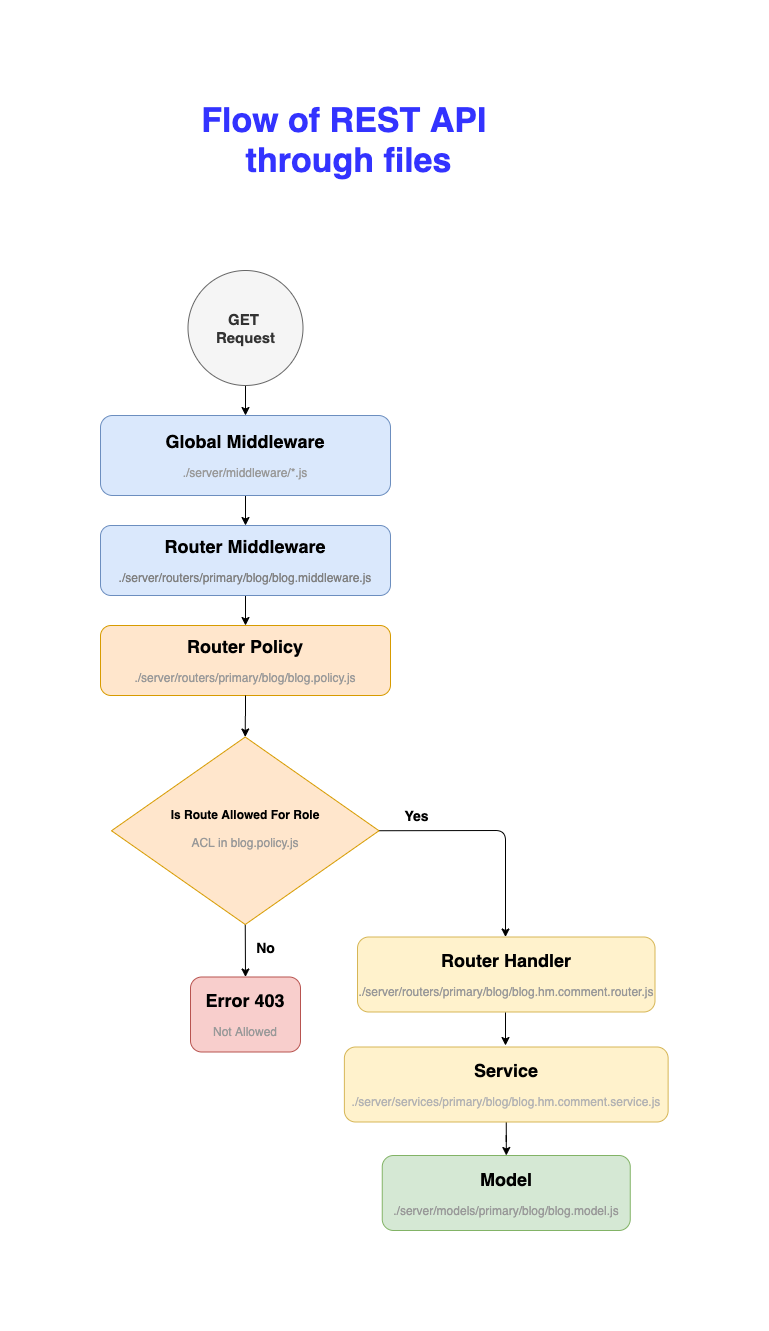 Flow of REST API
through files
GET
Request
Global Middleware
./server/middleware/*.js
Router Middleware
./server/routers/primary/blog/blog.middleware.js
Router Policy
./server/routers/primary/blog/blog.policy.js
Is Route Allowed For Role
ACL in blog.policy.js
Yes
No
Error 403
Not Allowed
Router Handler
./server/routers/primary/blog/blog.hm.comment.router.js
Service
./server/services/primary/blog/blog.hm.comment.service.js
Model
./server/models/primary/blog/blog.model.js